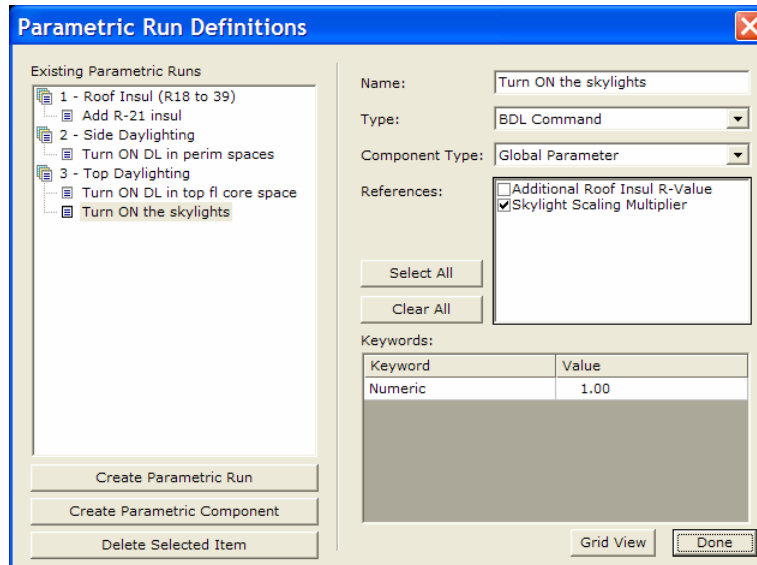 Parametric Run Definitions
Existing Parametric Runs
1 - Roof Insul (R18 to 39)
Add R-21 insul
2 - Side Daylighting
Turn ON DL in perim spaces
3 - Top Daylighting
Turn ON DL in top fl core space
Turn ON the skylights
Create Parametric Run
Create Parametric Component
Delete Selected Item
Name: Turn ON the skylights
Type: BDL Command
Component Type: Global Parameter
References: Additional Roof Insul R-Value
Skylight Scaling Multiplier
Select All
Clear All
Keywords:
Keyword Value
Numeric 1.00
Grid View Done